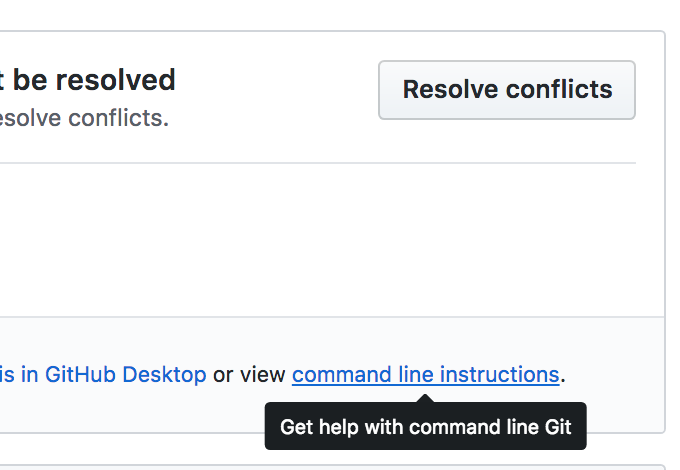 be resolved
Resolve conflicts
esolve conflicts.
is in GitHub Desktop or view command line instructions.
Get help with command line Git